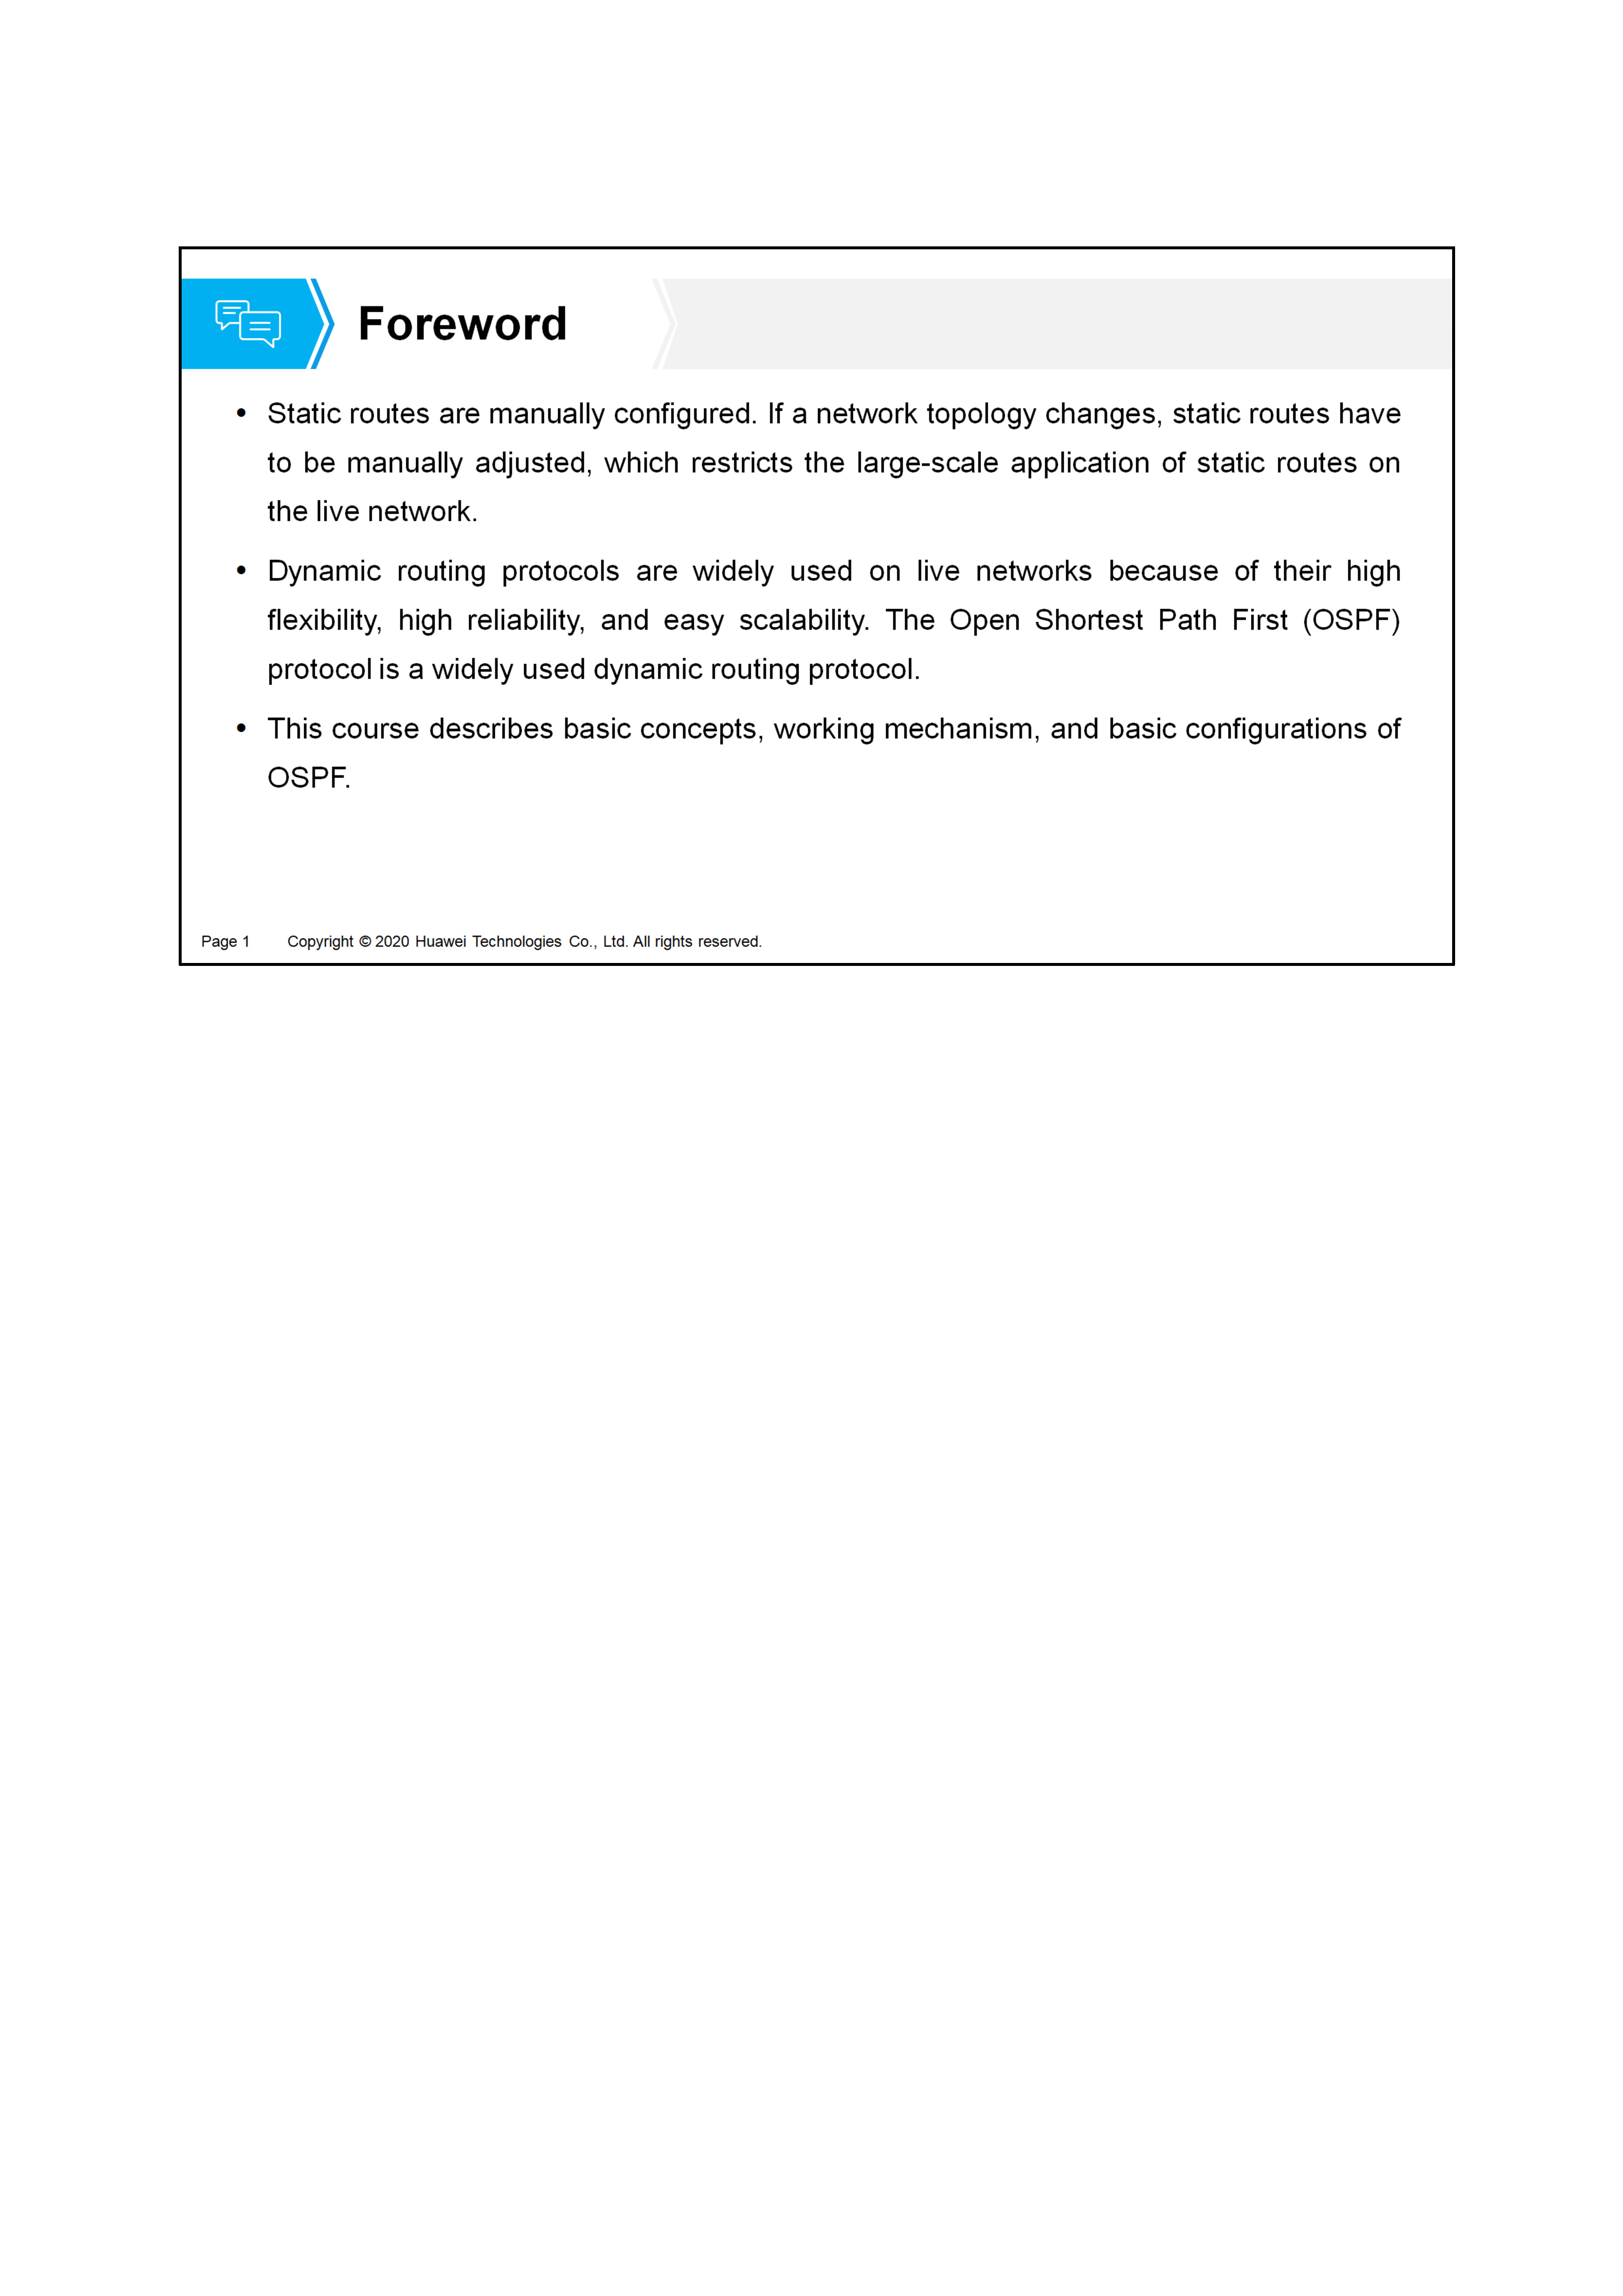 Foreword
• Static routes are manually configured. If a network topology changes, static routes have
to be manually adjusted, which restricts the large-scale application of static routes on
the live network.
• Dynamic routing protocols are widely used on live networks because of their high
flexibility, high reliability, and easy scalability. The Open Shortest Path First (OSPF)
protocol is a widely used dynamic routing protocol.
• This course describes basic concepts, working mechanism, and basic configurations of
OSPF.
Page 1 Copyright © 2020 Huawei Technologies Co., Ltd. All rights reserved.